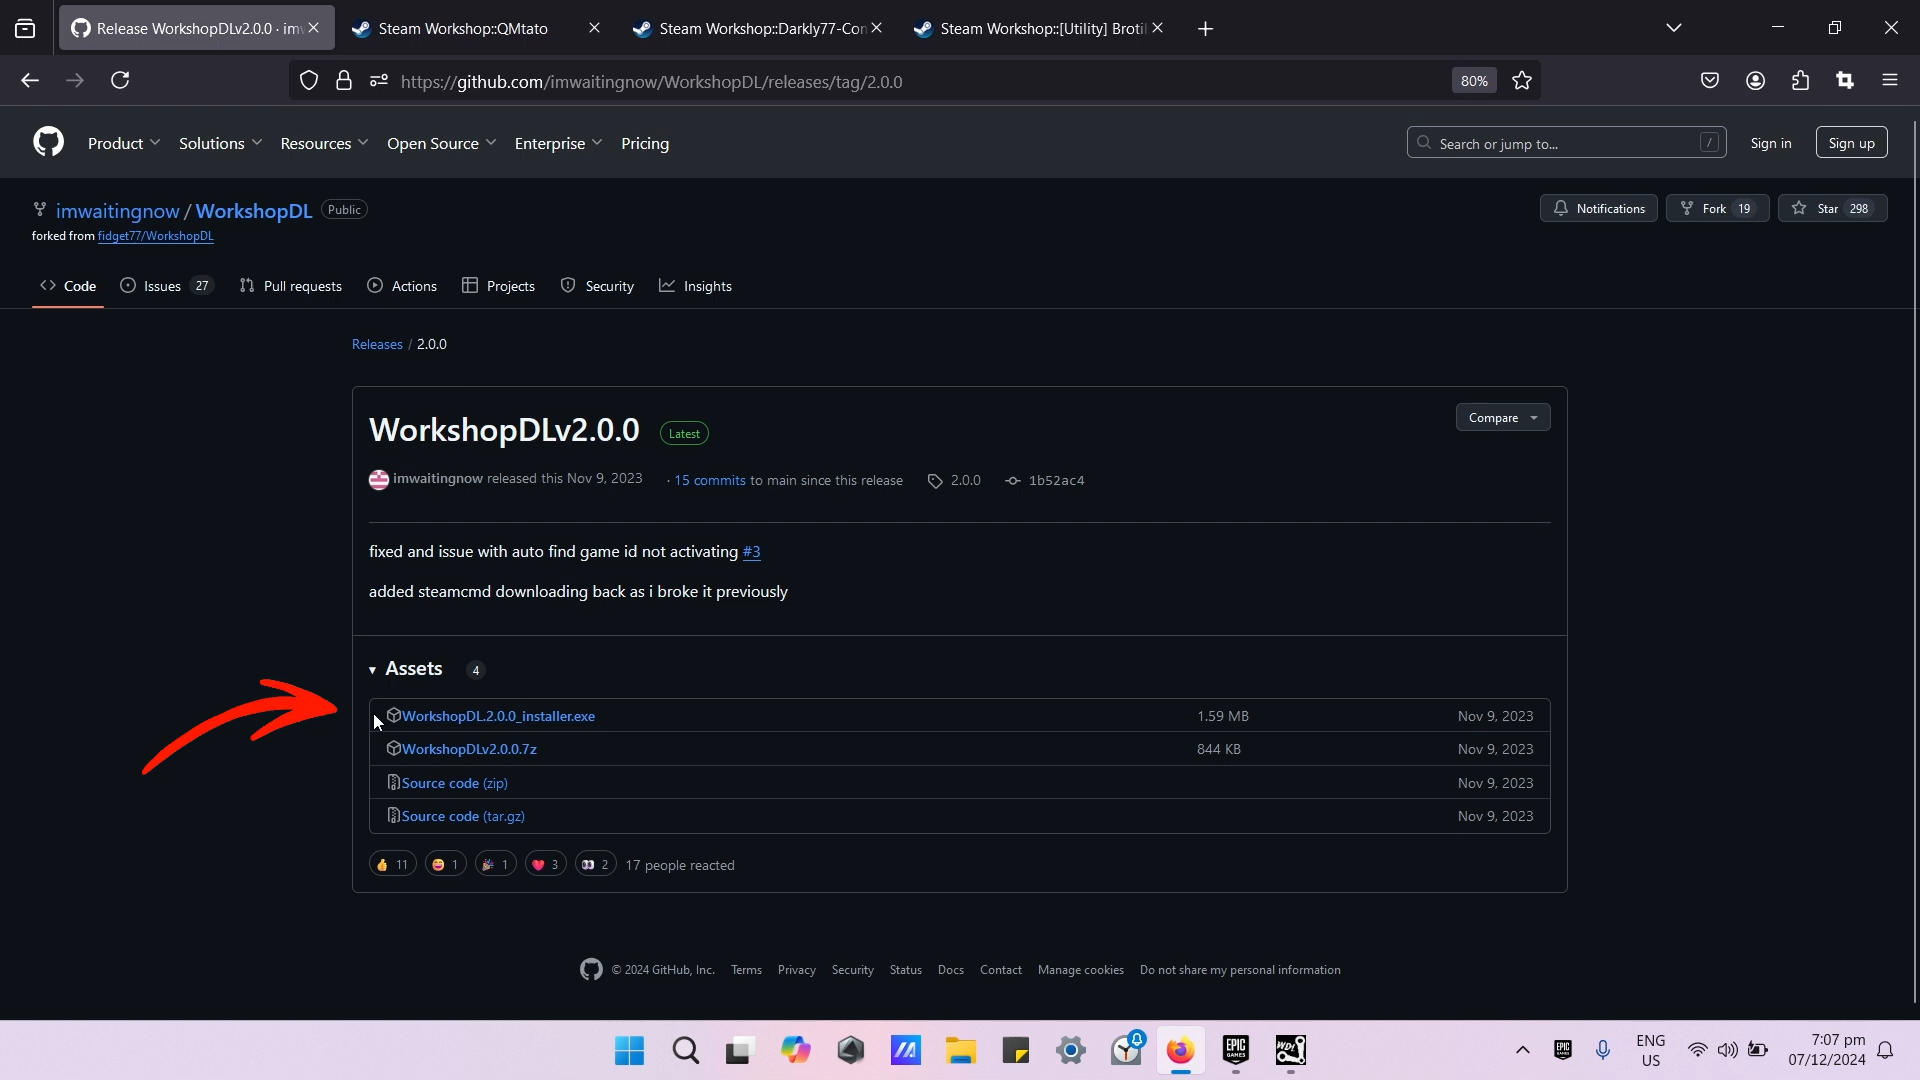 Release WorkshopDLv2.0.0 · imw
Steam Workshop::QMtato
Steam Workshop::Darkly77-Con
Steam Workshop::[Utility] Brotil
https://github.com/imwaitingnow/WorkshopDL/releases/tag/2.0.0
80%
Product
Solutions
Resources
Open Source
Enterprise
Pricing
Search or jump to...
/
Sign in
Sign up
imwaitingnow / WorkshopDL Public
forked from fidget77/WorkshopDL
Notifications
Fork 19
Star 298
Code
Issues 27
Pull requests
Actions
Projects
Security
Insights
Releases / 2.0.0
WorkshopDLv2.0.0 Latest
Compare
imwaitingnow released this Nov 9, 2023 · 15 commits to main since this release 2.0.0 1b52ac4
fixed and issue with auto find game id not activating #3
added steamcmd downloading back as i broke it previously
Assets 4
WorkshopDL.2.0.0_installer.exe 1.59 MB Nov 9, 2023
WorkshopDLv2.0.0.7z 844 KB Nov 9, 2023
Source code (zip) Nov 9, 2023
Source code (tar.gz) Nov 9, 2023
11 1 1 3 2 17 people reacted
© 2024 GitHub, Inc. Terms Privacy Security Status Docs Contact Manage cookies Do not share my personal information
EPIC GAMES
WD!
EPIC
ENG
US
7:07 pm
07/12/2024